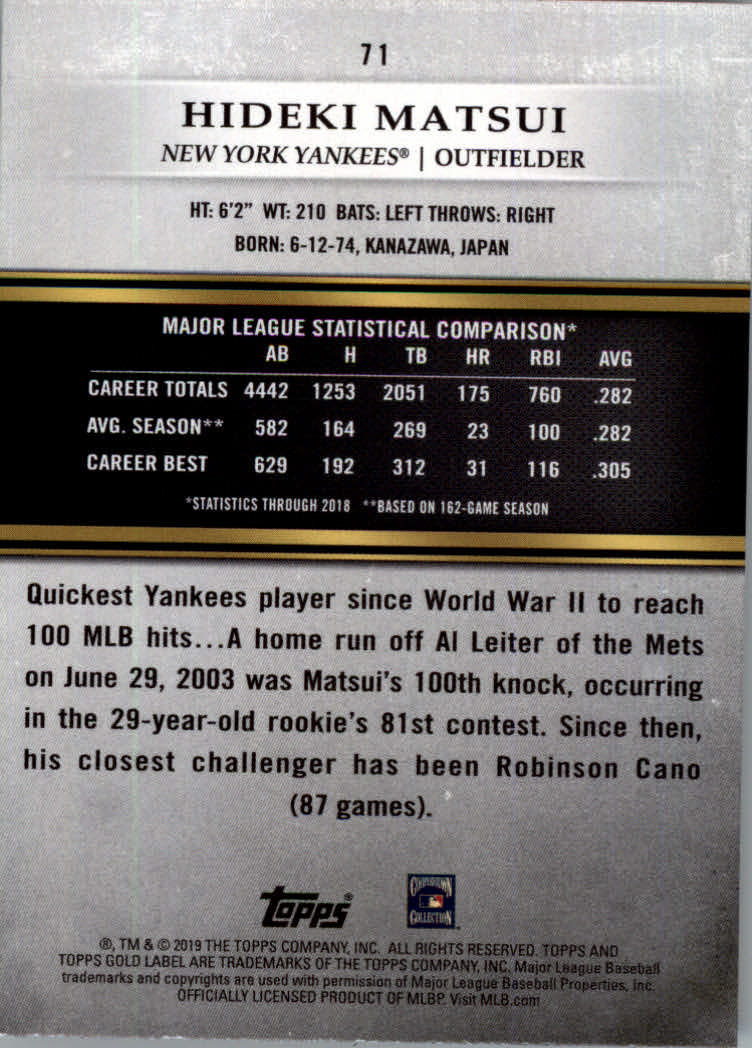 71
HIDEKI MATSUI
NEW YORK YANKEES® | OUTFIELDER
HT: 6'2" WT: 210 BATS: LEFT THROWS: RIGHT
BORN: 6-12-74, KANAZAWA, JAPAN
MAJOR LEAGUE STATISTICAL COMPARISON*
AB H TB HR RBI AVG
CAREER TOTALS 4442 1253 2051 175 760 .282
AVG. SEASON** 582 164 269 23 100 .282
CAREER BEST 629 192 312 31 116 .305
*STATISTICS THROUGH 2018 **BASED ON 162-GAME SEASON
Quickest Yankees player since World War II to reach
100 MLB hits...A home run off Al Leiter of the Mets
on June 29, 2003 was Matsui's 100th knock, occurring
in the 29-year-old rookie's 81st contest. Since then,
his closest challenger has been Robinson Cano
(87 games).
Topps®
COOPERSTOWN
COLLECTION™
®, TM & © 2019 THE TOPPS COMPANY, INC. ALL RIGHTS RESERVED. TOPPS AND
TOPPS GOLD LABEL ARE TRADEMARKS OF THE TOPPS COMPANY, INC. Major League Baseball
trademarks and copyrights are used with permission of Major League Baseball Properties, Inc.
OFFICIALLY LICENSED PRODUCT OF MLBP. Visit MLB.com